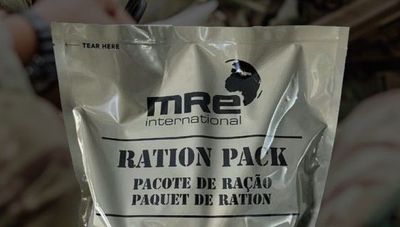 TEAR HERE
mRe
international
RATION PACK
PACOTE DE RAÇÃO
PAQUET DE RATION